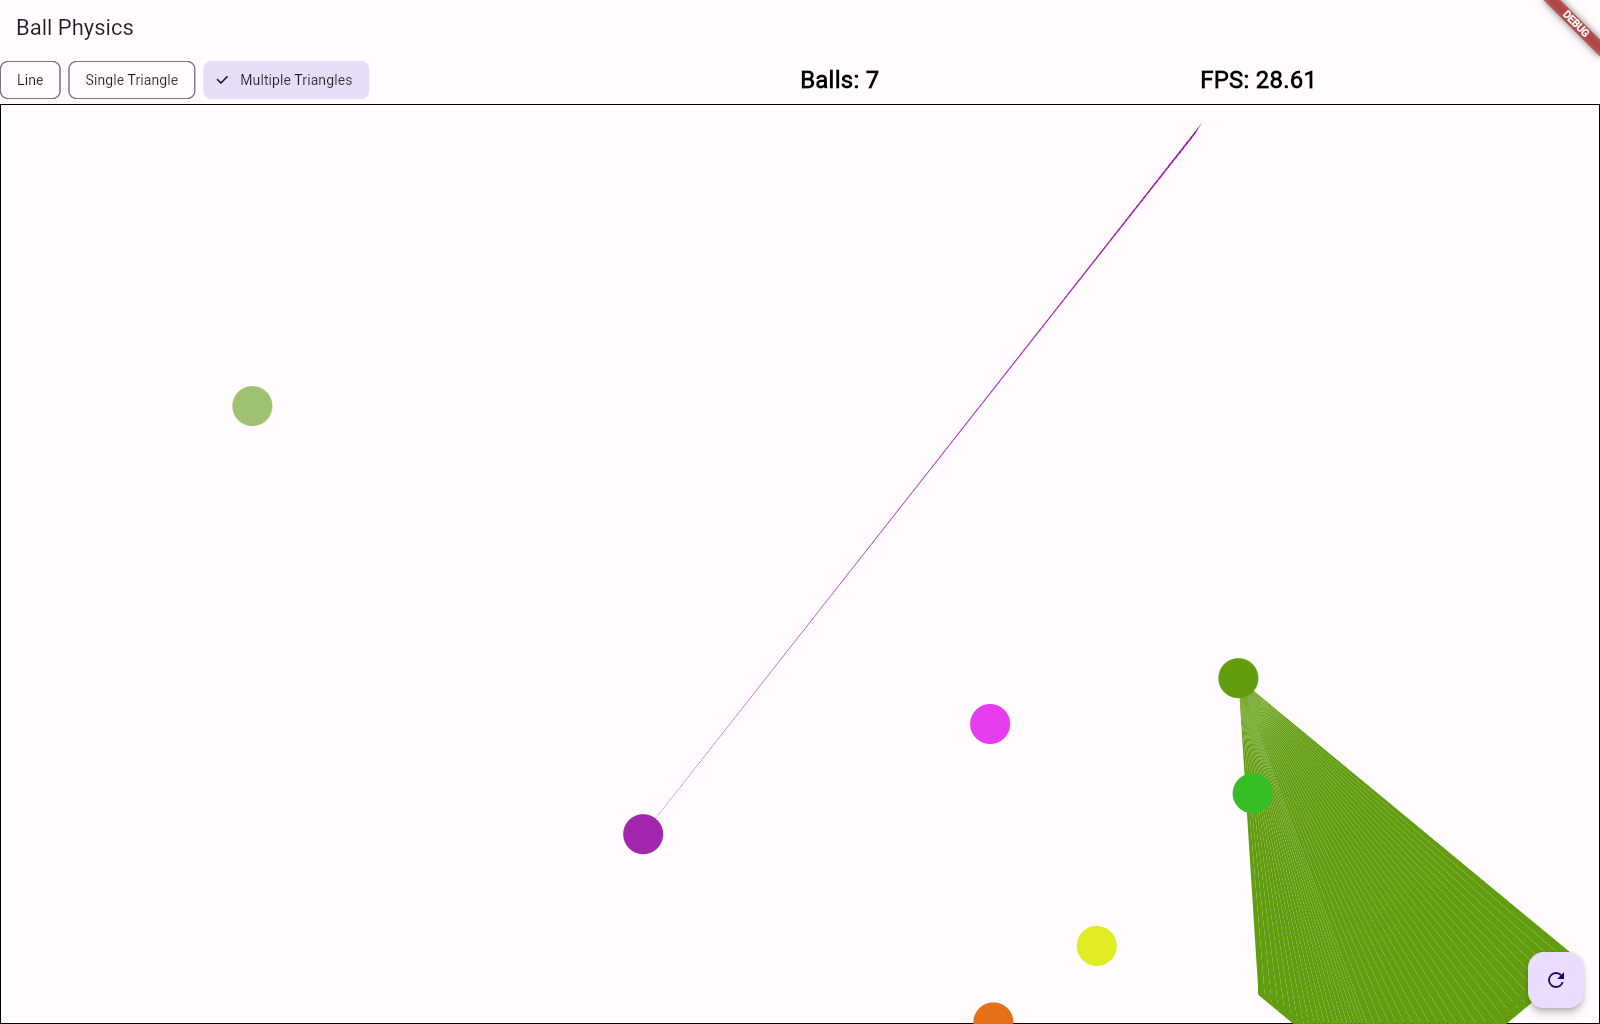 Ball Physics
DEBUG
Line
Single Triangle
Multiple Triangles
Balls: 7
FPS: 28.61